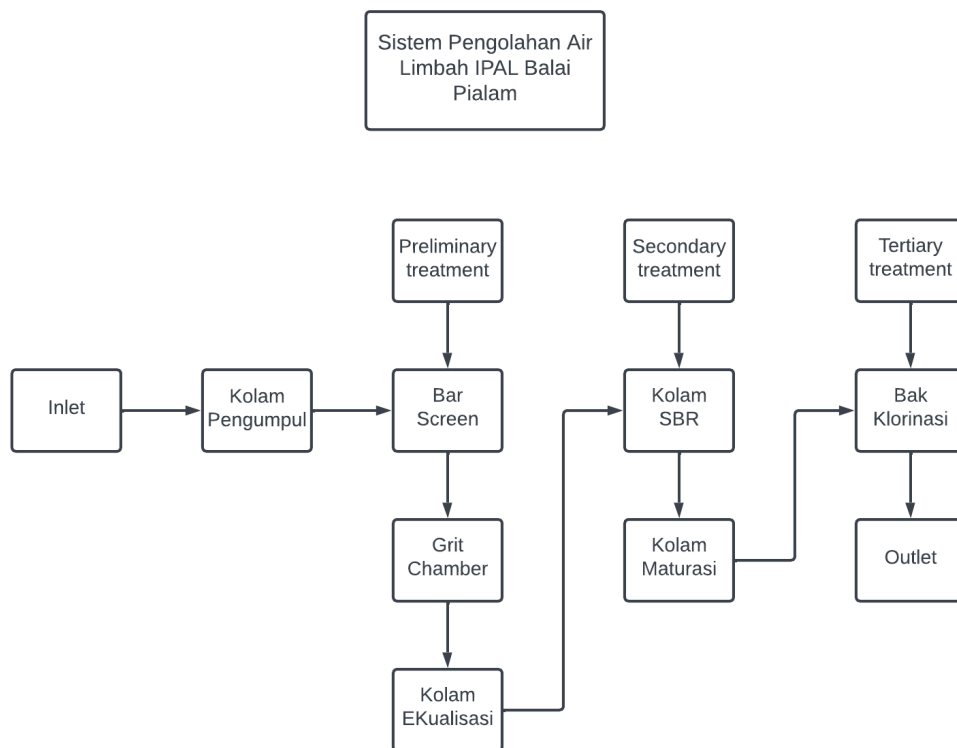 Sistem Pengolahan Air
Limbah IPAL Balai
Pialam
Preliminary
treatment
Secondary
treatment
Tertiary
treatment
Inlet
Kolam
Pengumpul
Bar
Screen
Kolam
SBR
Bak
Klorinasi
Grit
Chamber
Kolam
Maturasi
Outlet
Kolam
EKualisasi